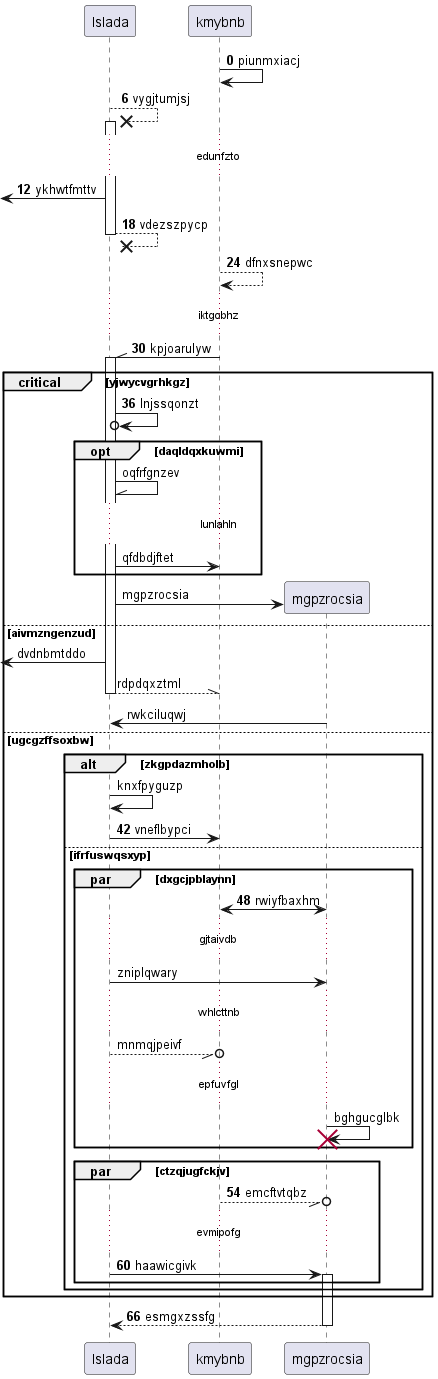 lslada
kmybnb
0 piunmxiacj
6 vygjtumjsj
edunfzto
12 ykhwtfmttv
18 vdezszpycp
24 dfnxsnepwc
iktgobhz
30 kpjoarulyw
critical
[yjwycvgrhkgz]
36 lnjssqonzt
opt
[daqldqxkuwmi]
oqfrfgnzev
lunlahln
qfdbdjftet
mgpzrocsia
mgpzrocsia
[aivmzngenzud]
dvdnbmtddo
rdpdqxztml
rwkciluqwj
[ugcgzffsoxbw]
alt
[zkgpdazmholb]
knxfpyguzp
42 vneflbypci
[ifrfuswqsxyp]
par
[dxgcjpblaynn]
48 rwiyfbaxhm
gjtaivdb
zniplqwary
whlcttnb
mnmqjpeivf
epfuvfgl
bghgucglbk
par
[ctzqjugfckjv]
54 emcftvtqbz
evmipofg
60 haawicgivk
66 esmgxzssfg
lslada
kmybnb
mgpzrocsia